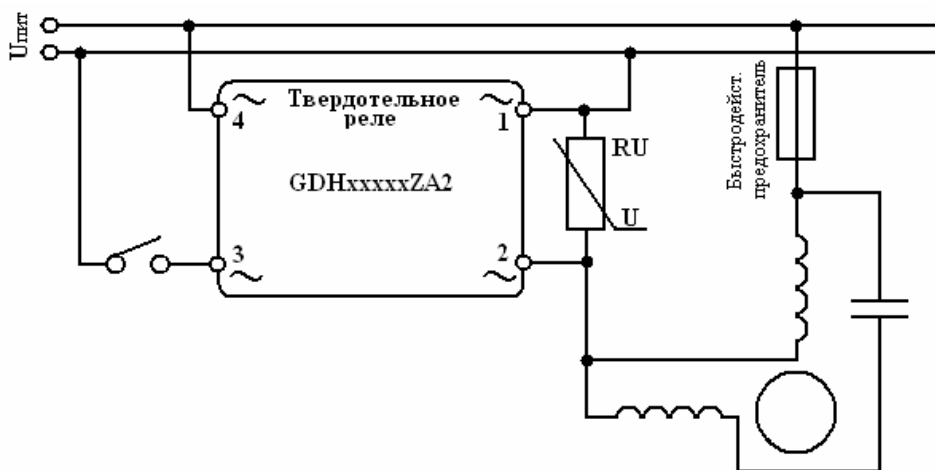 Uпит
Твердотельное
реле
4
1
GDHxxxxxZA2
RU
U
3
2
Быстродейст.
предохранитель